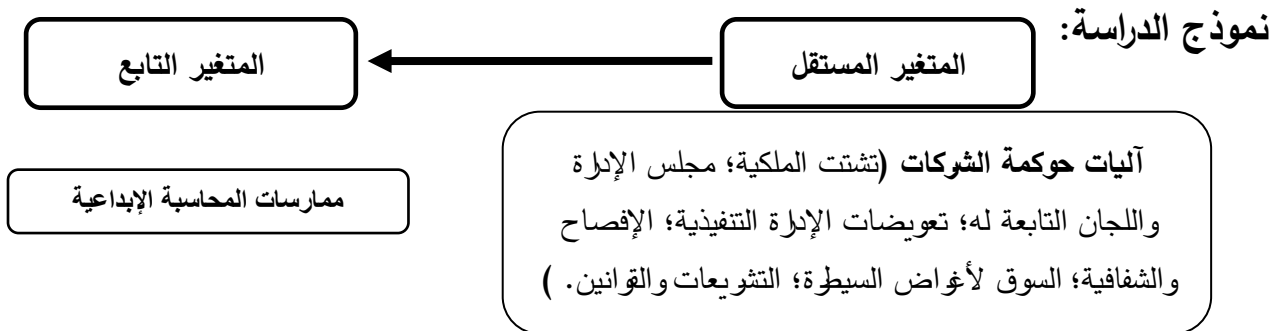 نموذج الدراسة:
المتغير المستقل
المتغير التابع
آليات حوكمة الشركات (تشتت الملكية؛ مجلس الإدارة
واللجان التابعة له؛ تعويضات الإدارة التنفيذية؛ الإفصاح
والشفافية؛ السوق لأغراض السيطرة؛ التشريعات والقوانين. )
ممارسات المحاسبة الإبداعية